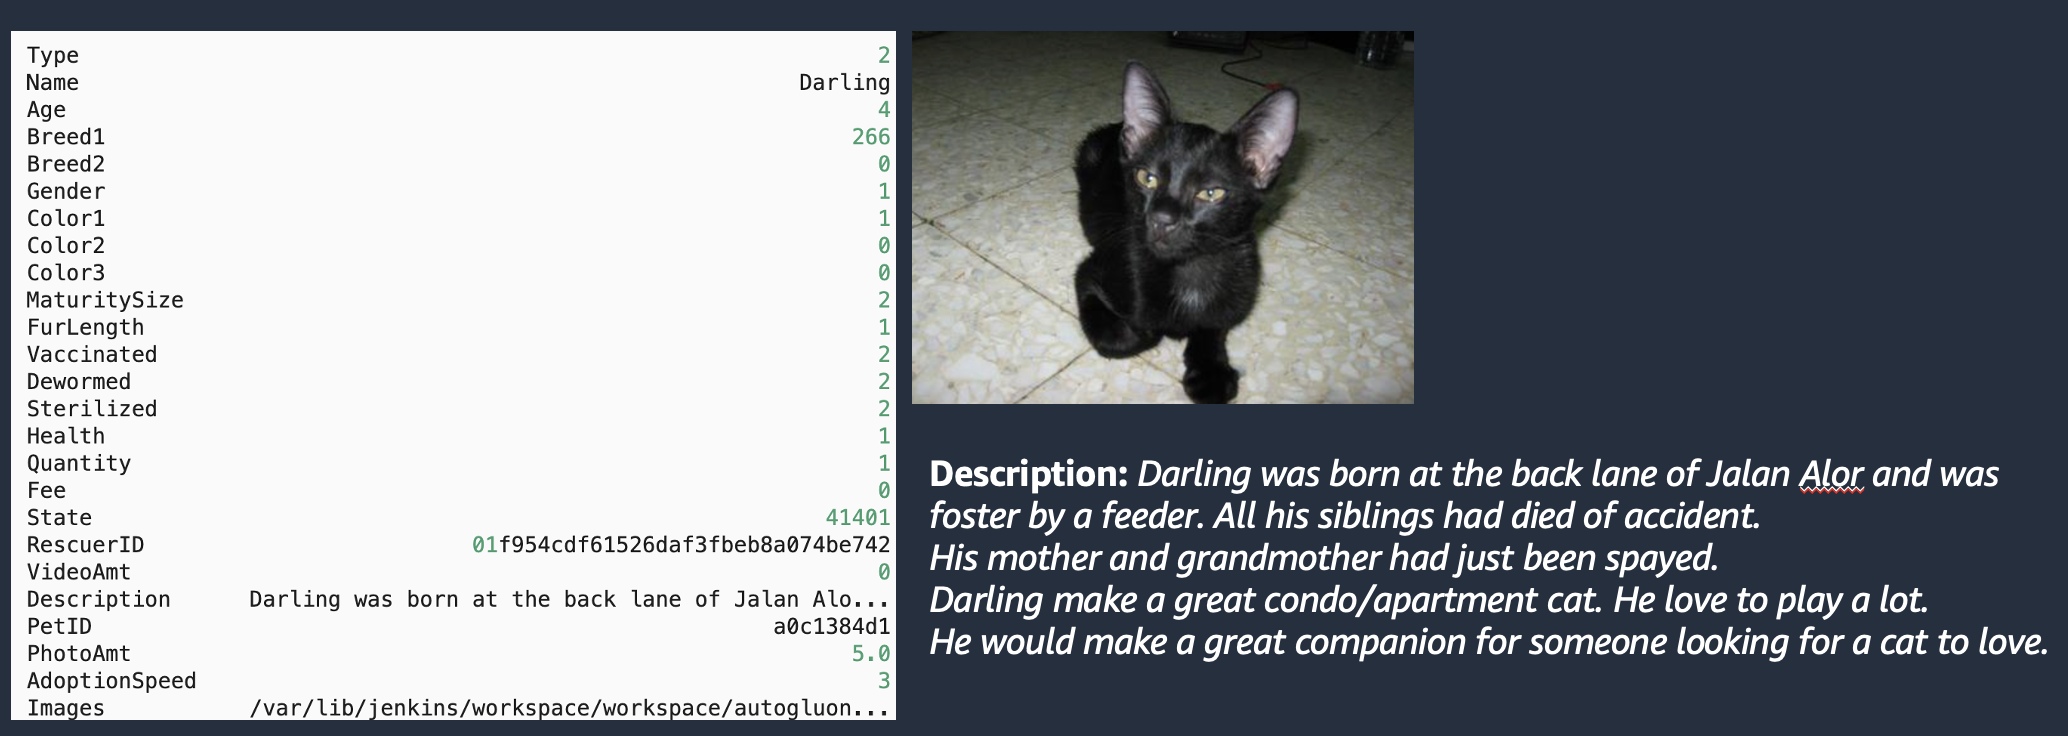 Type 2
Name Darling
Age 4
Breed1 266
Breed2 0
Gender 1
Color1 1
Color2 0
Color3 0
MaturitySize 2
FurLength 1
Vaccinated 2
Dewormed 2
Sterilized 2
Health 1
Quantity 1
Fee 0
State 41401
RescuerID 01f954cdf61526daf3fbeb8a074be742
VideoAmt 0
Description Darling was born at the back lane of Jalan Alo...
PetID a0c1384d1
PhotoAmt 5.0
AdoptionSpeed 3
Images /var/lib/jenkins/workspace/workspace/autogluon...
Description: Darling was born at the back lane of Jalan Alor and was
foster by a feeder. All his siblings had died of accident.
His mother and grandmother had just been spayed.
Darling make a great condo/apartment cat. He love to play a lot.
He would make a great companion for someone looking for a cat to love.